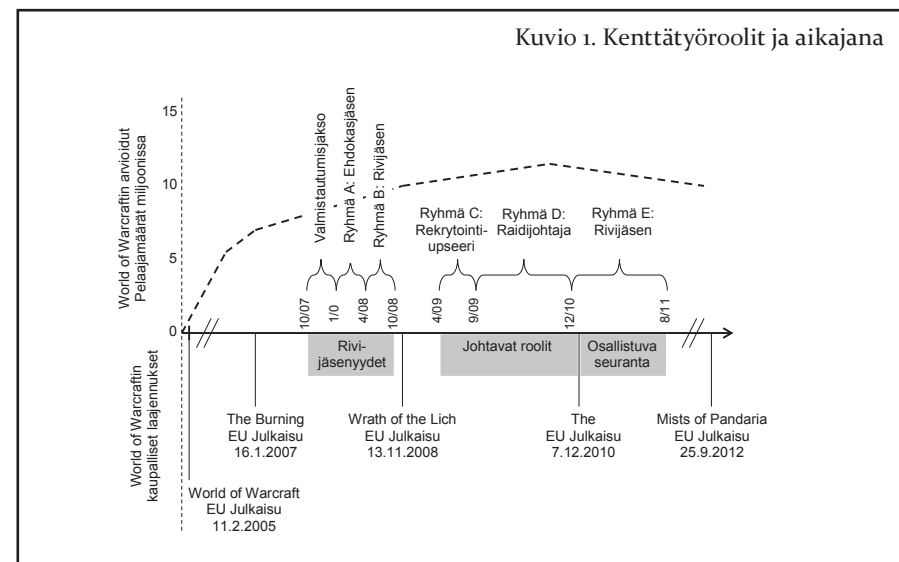 Kuvio 1. Kenttätyöroolit ja aikajana
World of Warcraftin arvioidut
Pelaajamäärät miljoonissa
15
10
5
0
Valmistautumisjakso
Ryhmä A: Ehdokasjäsen
Ryhmä B: Rivijäsen
Ryhmä C:
Rekrytointi-
upseeri
Ryhmä D:
Raidijohtaja
Ryhmä E:
Rivijäsen
10/07
1/0
4/08
10/08
4/09
9/09
12/10
8/11
Rivi-
jäsenyydet
Johtavat roolit
Osallistuva
seuranta
World of Warcraftin
kaupalliset laajennukset
The Burning
EU Julkaisu
16.1.2007
Wrath of the Lich
EU Julkaisu
13.11.2008
The
EU Julkaisu
7.12.2010
Mists of Pandaria
EU Julkaisu
25.9.2012
World of Warcraft
EU Julkaisu
11.2.2005